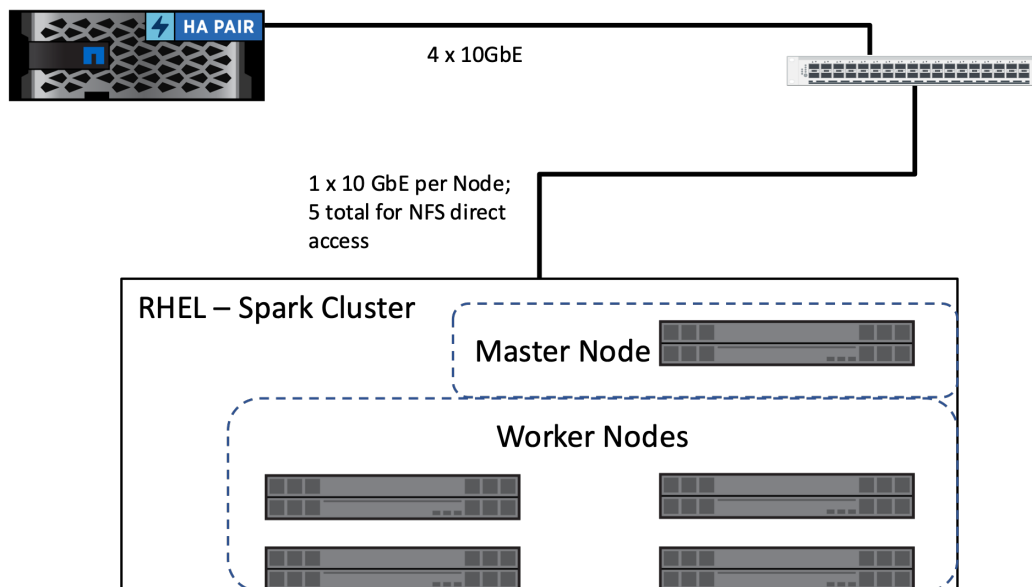 HA PAIR
4 x 10GbE
1 x 10 GbE per Node;
5 total for NFS direct
access
RHEL – Spark Cluster
Master Node
Worker Nodes